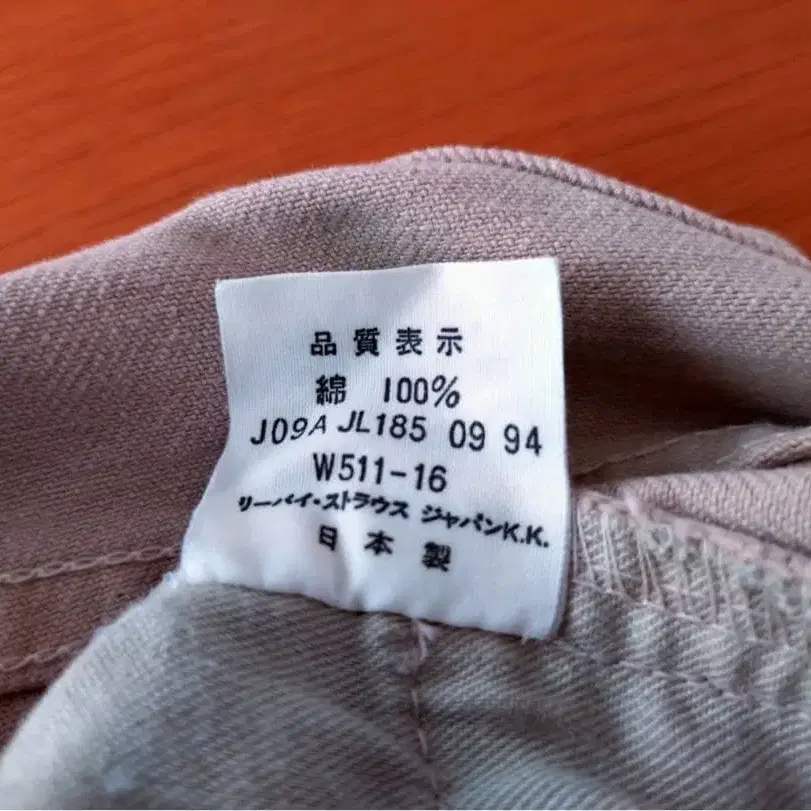 品質表示
綿 100%
J09A JL185 09 94
W511-16
リーバイ・ストラウス ジャパンK.K.
日本製